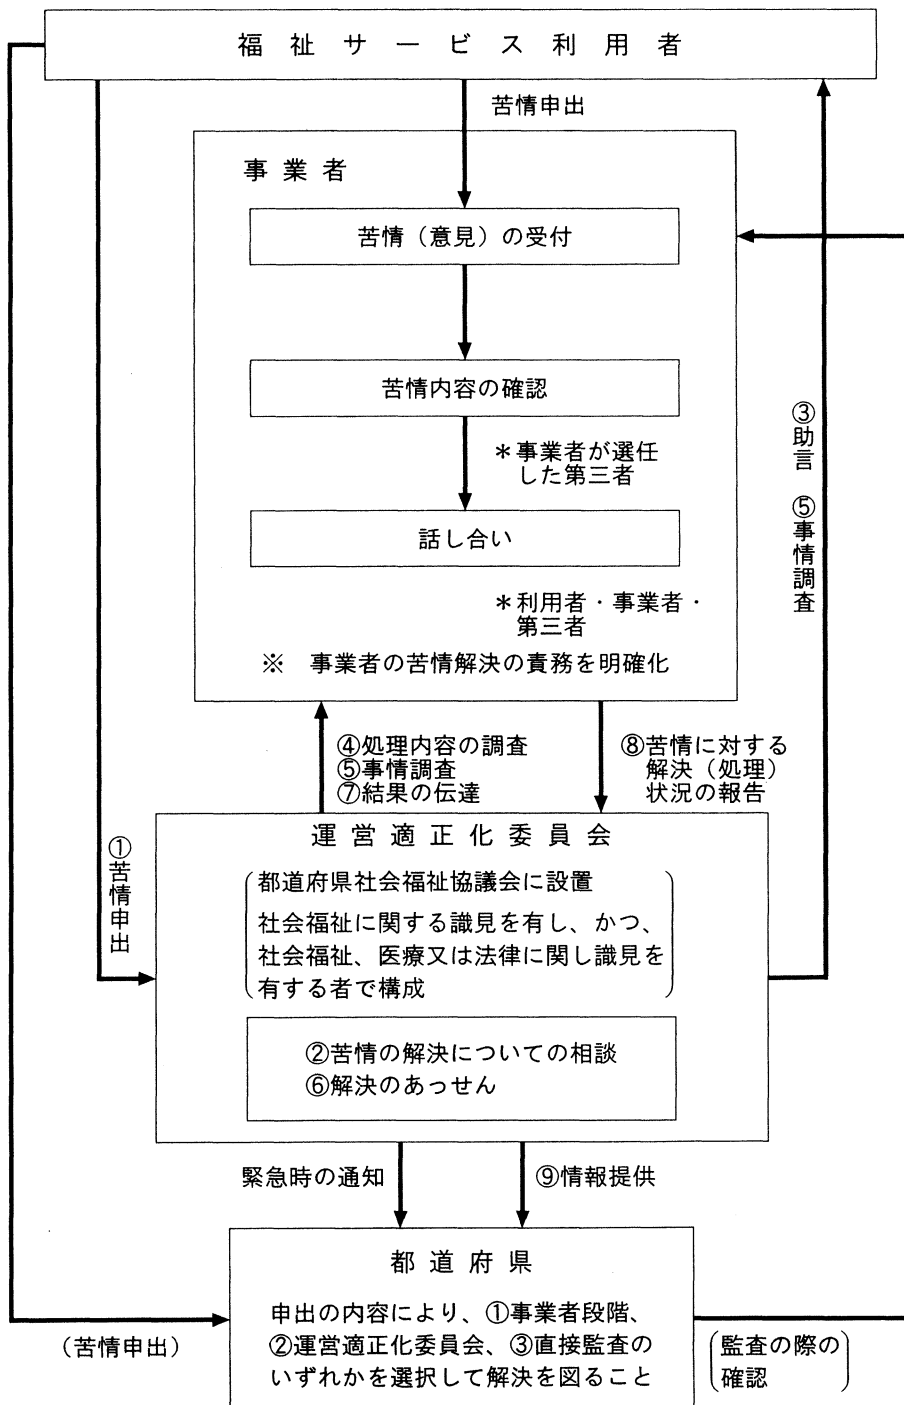 福祉サービス利用者
苦情申出
事業者
苦情（意見）の受付
苦情内容の確認
＊事業者が選任
した第三者
話し合い
＊利用者・事業者・
第三者
※　事業者の苦情解決の責務を明確化
③助言　⑤事情調査
④処理内容の調査
⑤事情調査
⑦結果の伝達
⑧苦情に対する
解決（処理）
状況の報告
①苦情申出
運営適正化委員会
都道府県社会福祉協議会に設置
社会福祉に関する識見を有し、かつ、
社会福祉、医療又は法律に関し識見を
有する者で構成
②苦情の解決についての相談
⑥解決のあっせん
緊急時の通知
⑨情報提供
都道府県
申出の内容により、①事業者段階、
②運営適正化委員会、③直接監査の
いずれかを選択して解決を図ること
（苦情申出）
（監査の際の
確認）